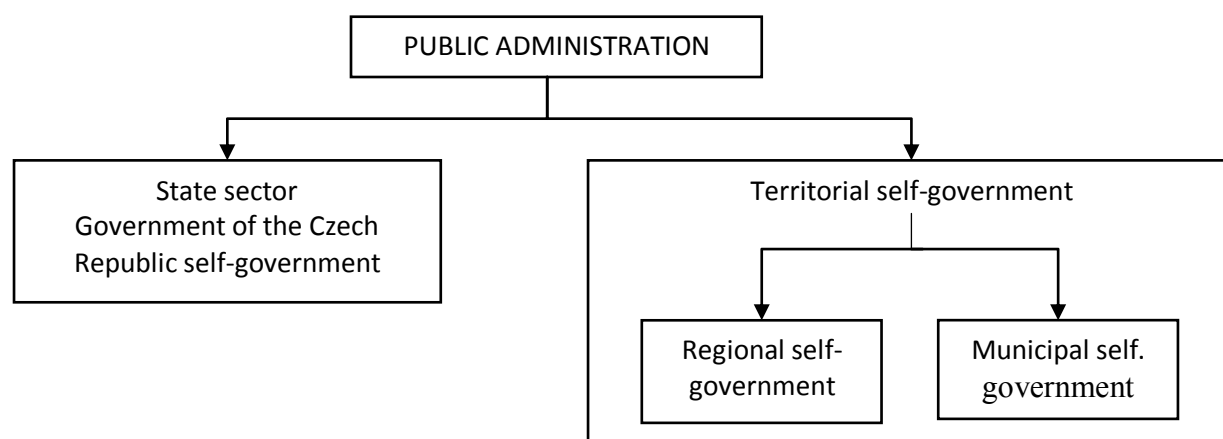 PUBLIC ADMINISTRATION
State sector
Government of the Czech
Republic self-government
Territorial self-government
Regional self-
government
Municipal self.
government